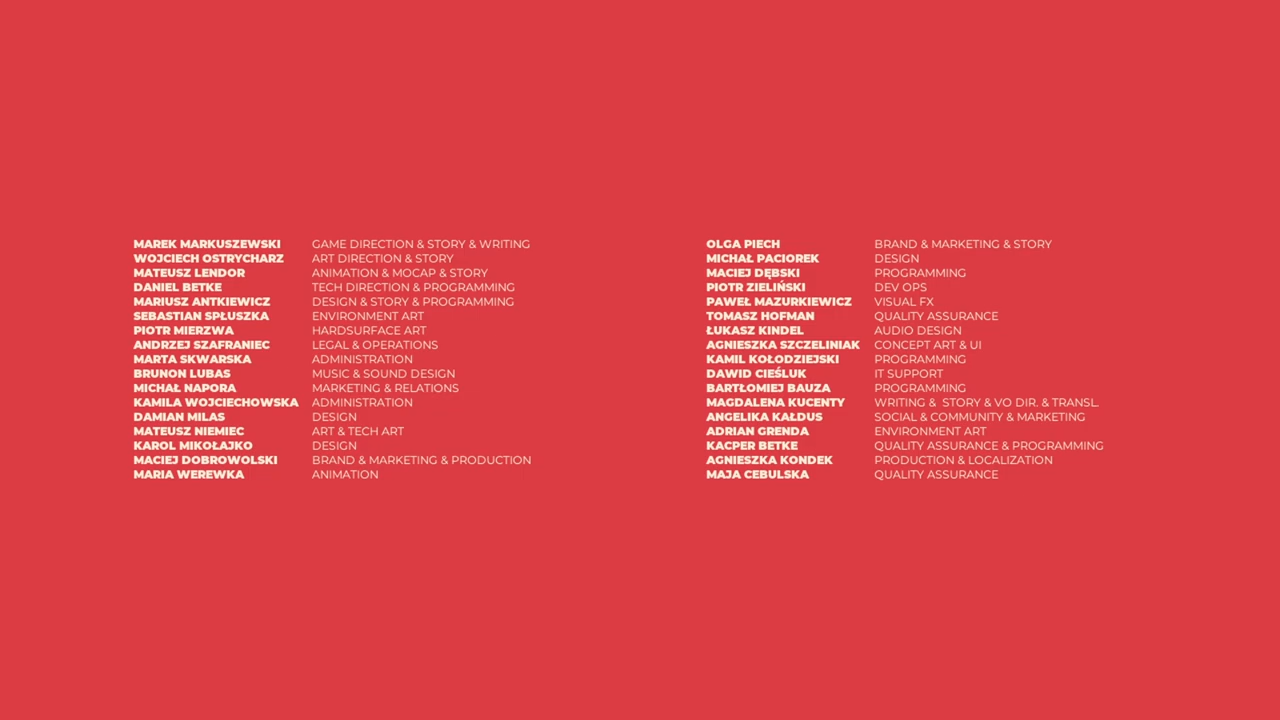 MAREK MARKUSZEWSKI GAME DIRECTION & STORY & WRITING
WOJCIECH OSTRYCHARZ ART DIRECTION & STORY
MATEUSZ LENDOR ANIMATION & MOCAP & STORY
DANIEL BETKE TECH DIRECTION & PROGRAMMING
MARIUSZ ANTKIEWICZ DESIGN & STORY & PROGRAMMING
SEBASTIAN SPŁUSZKA ENVIRONMENT ART
PIOTR MIERZWA HARDSURFACE ART
ANDRZEJ SZAFRANIEC LEGAL & OPERATIONS
MARTA SKWARSKA ADMINISTRATION
BRUNON LUBAS MUSIC & SOUND DESIGN
MICHAŁ NAPORA MARKETING & RELATIONS
KAMILA WOJCIECHOWSKA ADMINISTRATION
DAMIAN MILAS DESIGN
MATEUSZ NIEMIEC ART & TECH ART
KAROL MIKOŁAJKO DESIGN
MACIEJ DOBROWOLSKI BRAND & MARKETING & PRODUCTION
MARIA WEREWKA ANIMATION
OLGA PIECH BRAND & MARKETING & STORY
MICHAŁ PACIOREK DESIGN
MACIEJ DĘBSKI PROGRAMMING
PIOTR ZIELIŃSKI DEV OPS
PAWEŁ MAZURKIEWICZ VISUAL FX
TOMASZ HOFMAN QUALITY ASSURANCE
ŁUKASZ KINDEL AUDIO DESIGN
AGNIESZKA SZCZELINIAK CONCEPT ART & UI
KAMIL KOŁODZIEJSKI PROGRAMMING
DAWID CIEŚLUK IT SUPPORT
BARTŁOMIEJ BAUZA PROGRAMMING
MAGDALENA KUCENTY WRITING & STORY & VO DIR. & TRANSL.
ANGELIKA KAŁDUS SOCIAL & COMMUNITY & MARKETING
ADRIAN GRENDA ENVIRONMENT ART
KACPER BETKE QUALITY ASSURANCE & PROGRAMMING
AGNIESZKA KONDEK PRODUCTION & LOCALIZATION
MAJA CEBULSKA QUALITY ASSURANCE